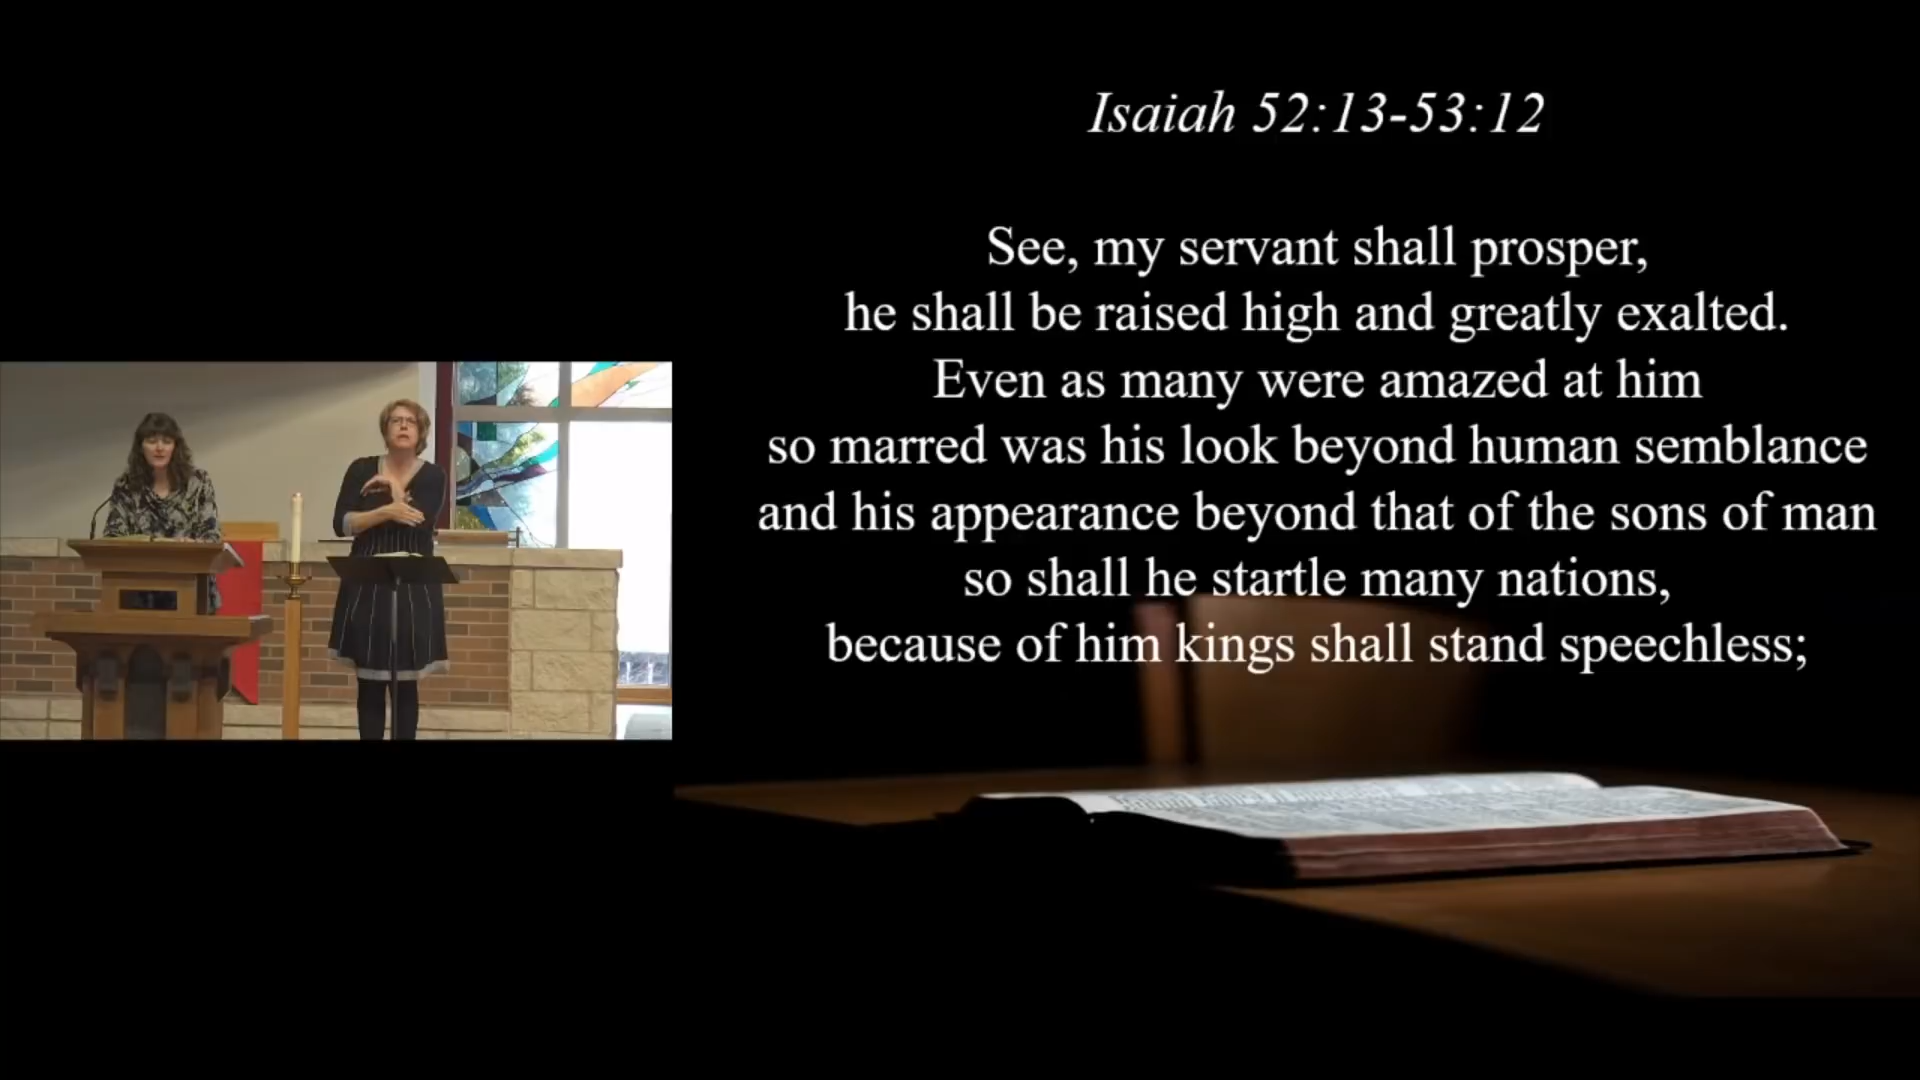 Isaiah 52:13-53:12
See, my servant shall prosper,
he shall be raised high and greatly exalted.
Even as many were amazed at him
so marred was his look beyond human semblance
and his appearance beyond that of the sons of man
so shall he startle many nations,
because of him kings shall stand speechless;